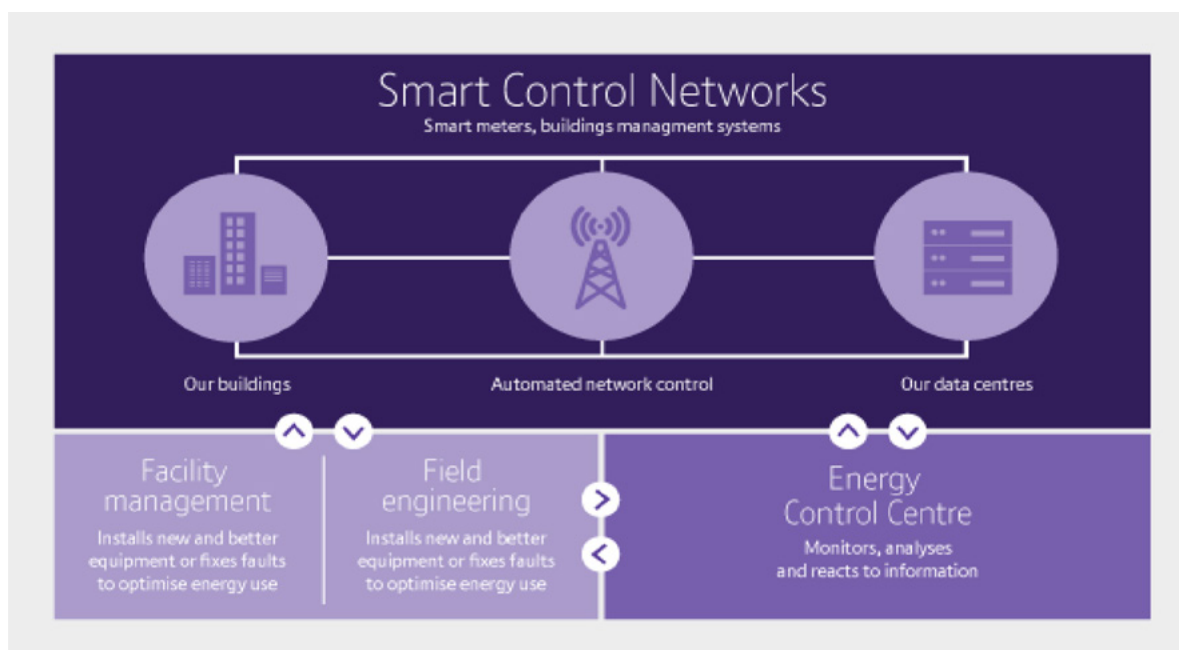 Smart Control Networks
Smart meters, buildings managment systems
Our buildings
Automated network control
Our data centres
Facility
management
Installs new and better
equipment or fixes faults
to optimise energy use
Field
engineering
Installs new and better
equipment or fixes faults
to optimise energy use
Energy
Control Centre
Monitors, analyses
and reacts to information